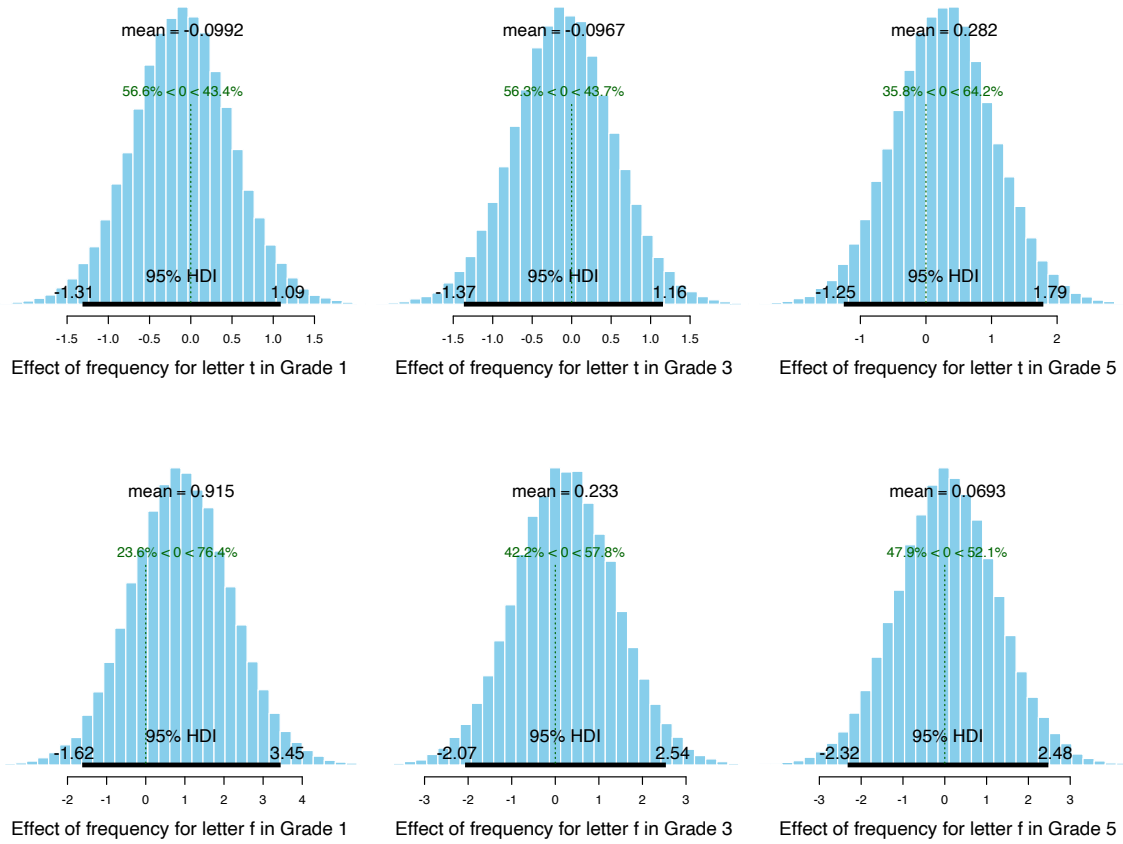 mean = -0.0992
56.6% < 0 < 43.4%
95% HDI
-1.31 1.09
-1.5 -1.0 -0.5 0.0 0.5 1.0 1.5
Effect of frequency for letter t in Grade 1
mean = -0.0967
56.3% < 0 < 43.7%
95% HDI
-1.37 1.16
-1.5 -1.0 -0.5 0.0 0.5 1.0 1.5
Effect of frequency for letter t in Grade 3
mean = 0.282
35.8% < 0 < 64.2%
95% HDI
-1.25 1.79
-1 0 1 2
Effect of frequency for letter t in Grade 5
mean = 0.915
23.6% < 0 < 76.4%
95% HDI
-1.62 3.45
-2 -1 0 1 2 3 4
Effect of frequency for letter f in Grade 1
mean = 0.233
42.2% < 0 < 57.8%
95% HDI
-2.07 2.54
-3 -2 -1 0 1 2 3
Effect of frequency for letter f in Grade 3
mean = 0.0693
47.9% < 0 < 52.1%
95% HDI
-2.32 2.48
-3 -2 -1 0 1 2 3
Effect of frequency for letter f in Grade 5